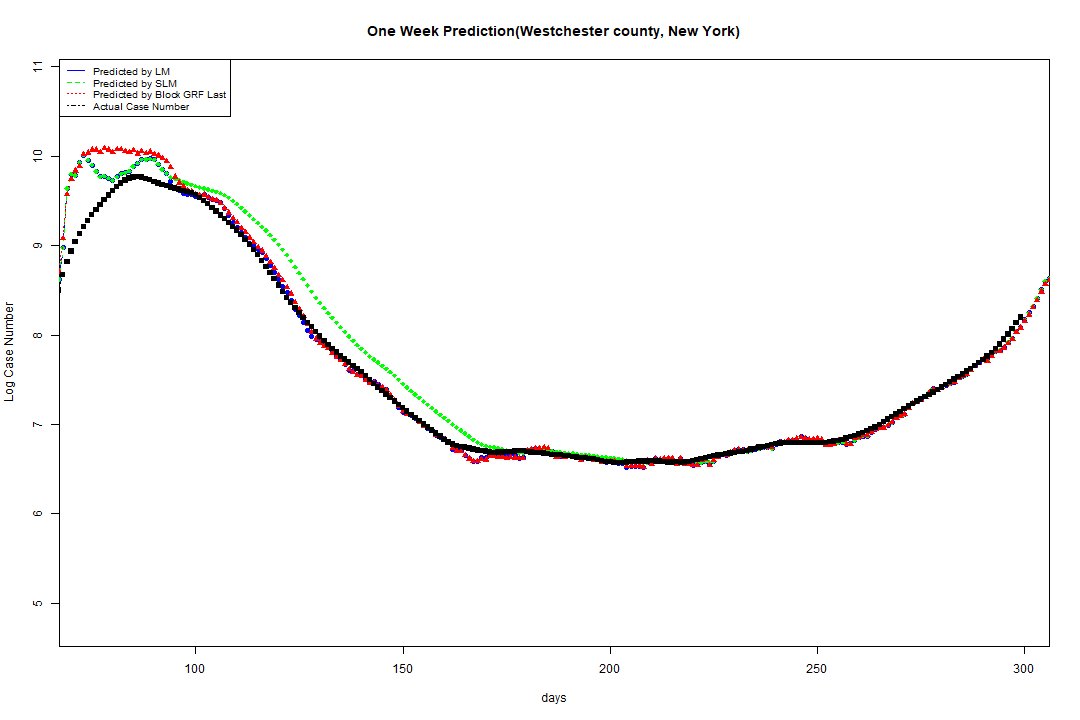 One Week Prediction(Westchester county, New York)
Predicted by LM
Predicted by SLM
Predicted by Block GRF Last
Actual Case Number
11
10
9
8
7
6
5
Log Case Number
100 150 200 250 300
days